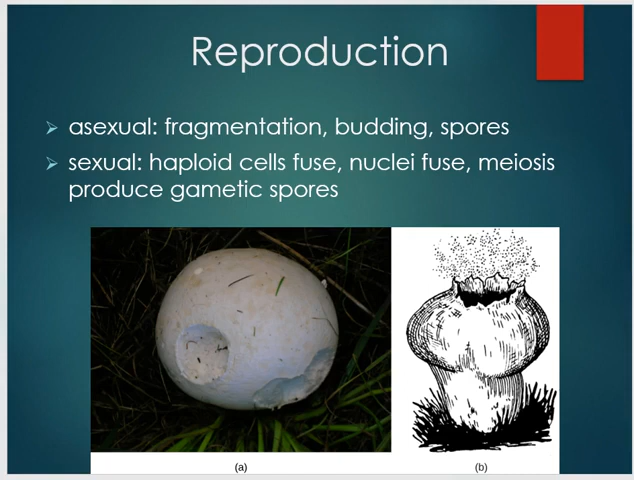 Reproduction
asexual: fragmentation, budding, spores
sexual: haploid cells fuse, nuclei fuse, meiosis
produce gametic spores
(a)
(b)